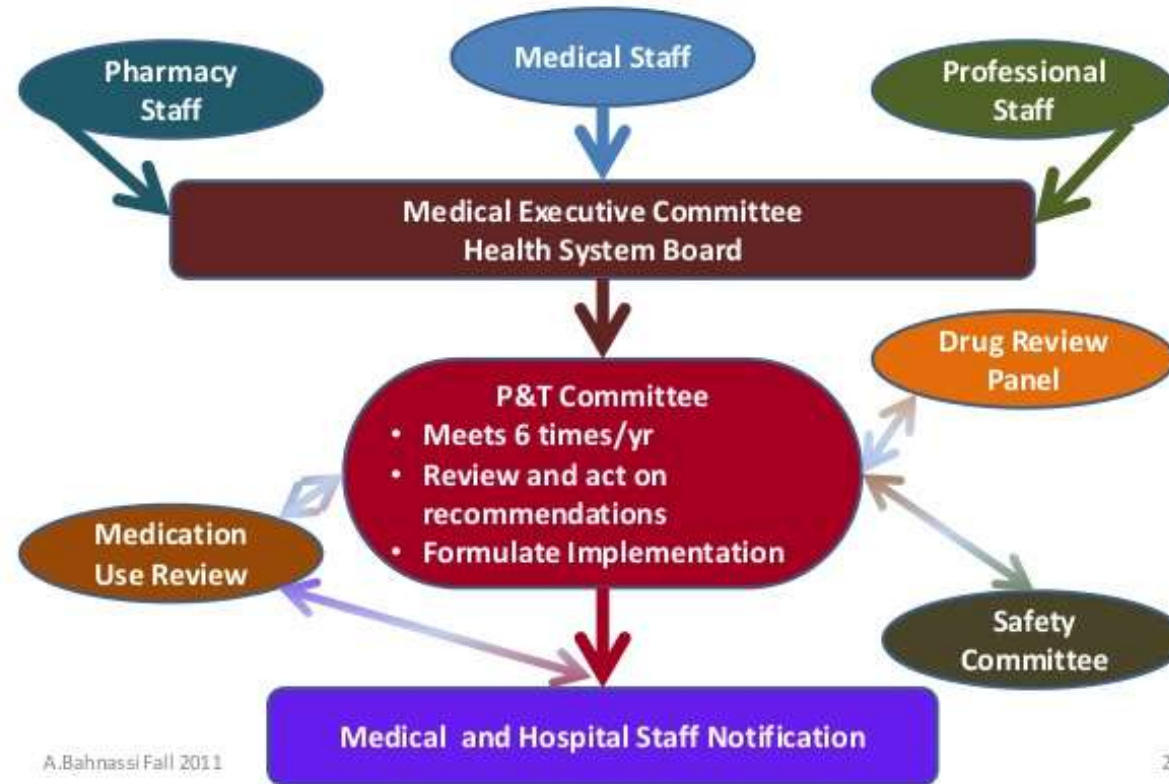 Pharmacy
Staff
Medical Staff
Professional
Staff
Medical Executive Committee
Health System Board
Drug Review
Panel
P&T Committee
• Meets 6 times/yr
• Review and act on
recommendations
• Formulate Implementation
Medication
Use Review
Safety
Committee
Medical and Hospital Staff Notification
A.Bahnassi Fall 2011